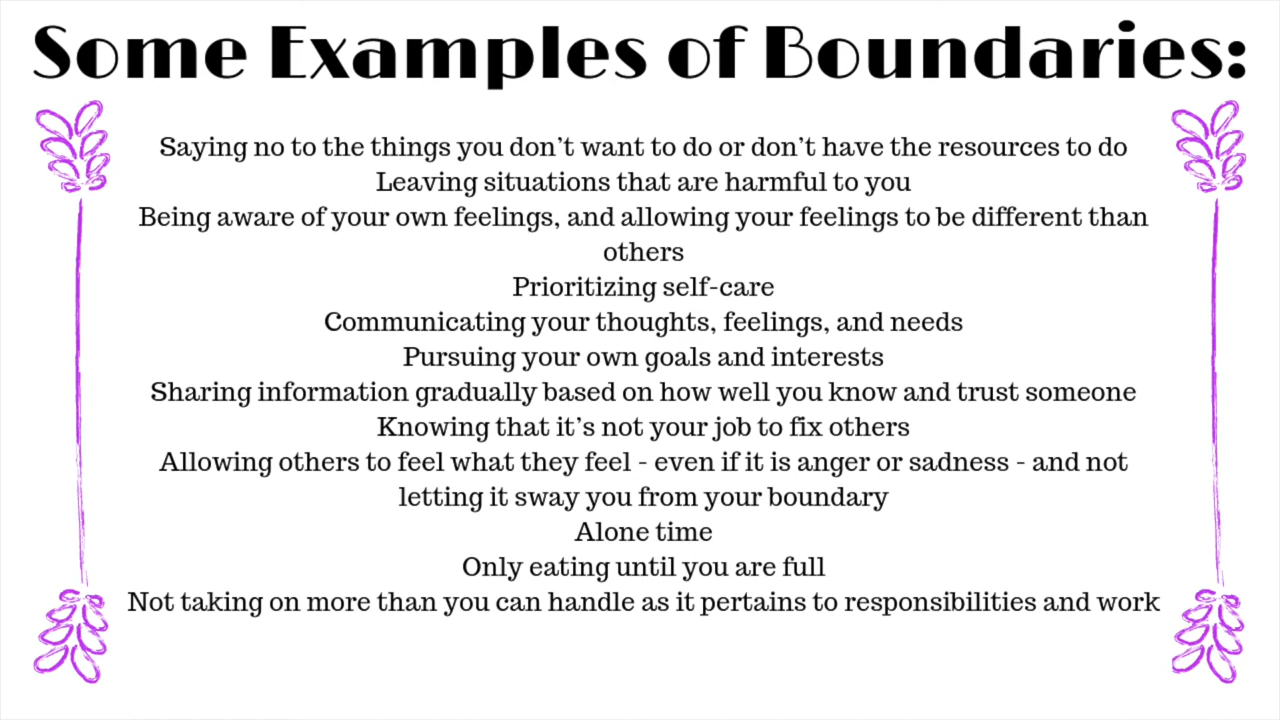 Some Examples of Boundaries:
Saying no to the things you don’t want to do or don’t have the resources to do
Leaving situations that are harmful to you
Being aware of your own feelings, and allowing your feelings to be different than
others
Prioritizing self-care
Communicating your thoughts, feelings, and needs
Pursuing your own goals and interests
Sharing information gradually based on how well you know and trust someone
Knowing that it’s not your job to fix others
Allowing others to feel what they feel - even if it is anger or sadness - and not
letting it sway you from your boundary
Alone time
Only eating until you are full
Not taking on more than you can handle as it pertains to responsibilities and work